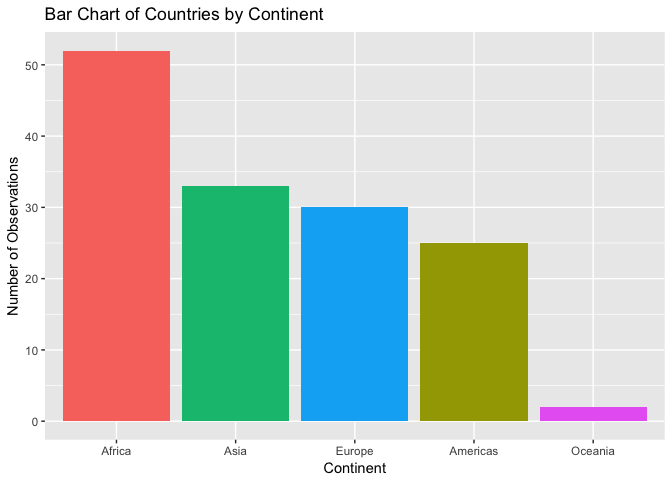 Bar Chart of Countries by Continent
Number of Observations
50
40
30
20
10
0
Africa Asia Europe Americas Oceania
Continent